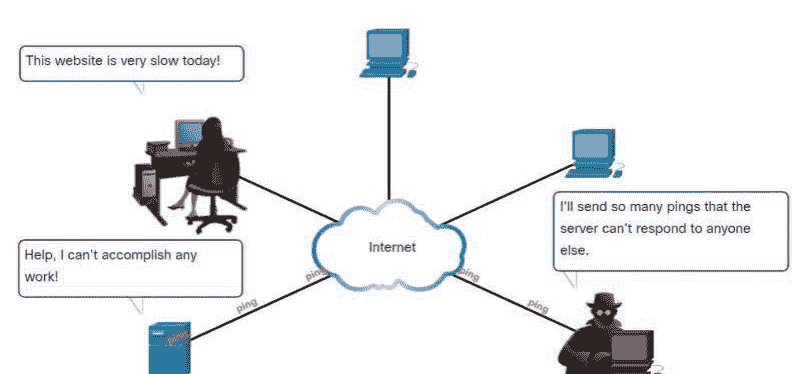 This website is very slow today!
I'll send so many pings that the
server can't respond to anyone
else.
Internet
Help, I can't accomplish any
work!
ping
ping
ping
ping
ping